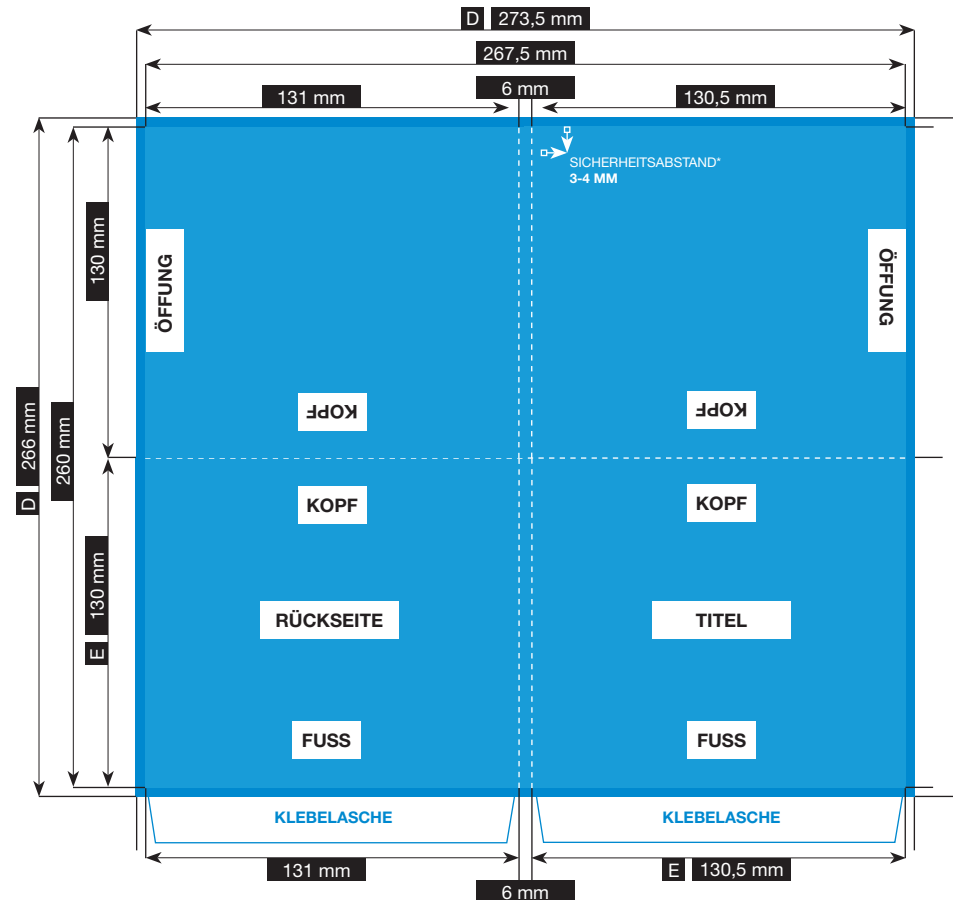 D 273,5 mm
267,5 mm
6 mm
131 mm
130,5 mm
SICHERHEITSABSTAND*
3-4 MM
130 mm
ÖFFUNG
ÖFFUNG
KOPF
KOPF
D 266 mm
260 mm
KOPF
KOPF
E 130 mm
RÜCKSEITE
TITEL
FUSS
FUSS
KLEBELASCHE
KLEBELASCHE
131 mm
E 130,5 mm
6 mm